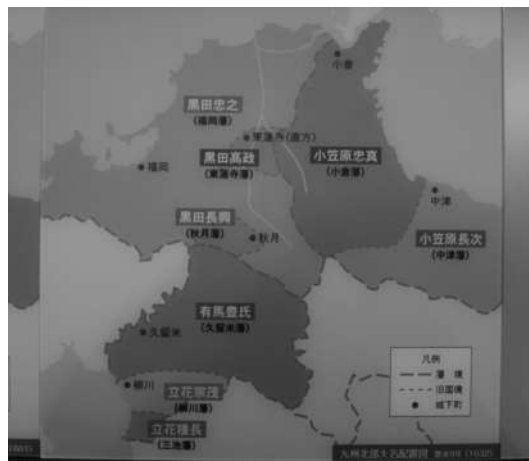 小倉
黒田忠之
(福岡藩)
東蓮寺(直方)
黒田高政
(東蓮寺藩)
小笠原忠真
(小倉藩)
福岡
中津
黒田長興
(秋月藩)
秋月
小笠原長次
(中津藩)
有馬豊氏
(久留米藩)
久留米
凡例
藩境
旧国境
城下町
柳川
立花宗茂
(柳川藩)
立花種長
(三池藩)
九州北部大名配置図
(1632)